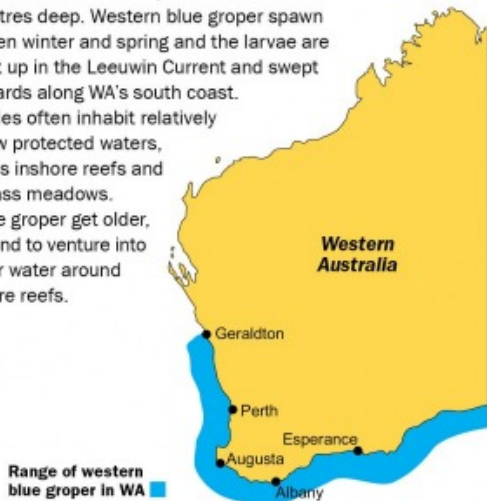 tres deep. Western blue groper spawn
en winter and spring and the larvae are
t up in the Leeuwin Current and swept
ards along WA's south coast.
es often inhabit relatively
w protected waters,
s inshore reefs and
ass meadows.
e groper get older,
nd to venture into
r water around
re reefs.
Western
Australia
Geraldton
Perth
Esperance
Augusta
Albany
Range of western
blue groper in WA